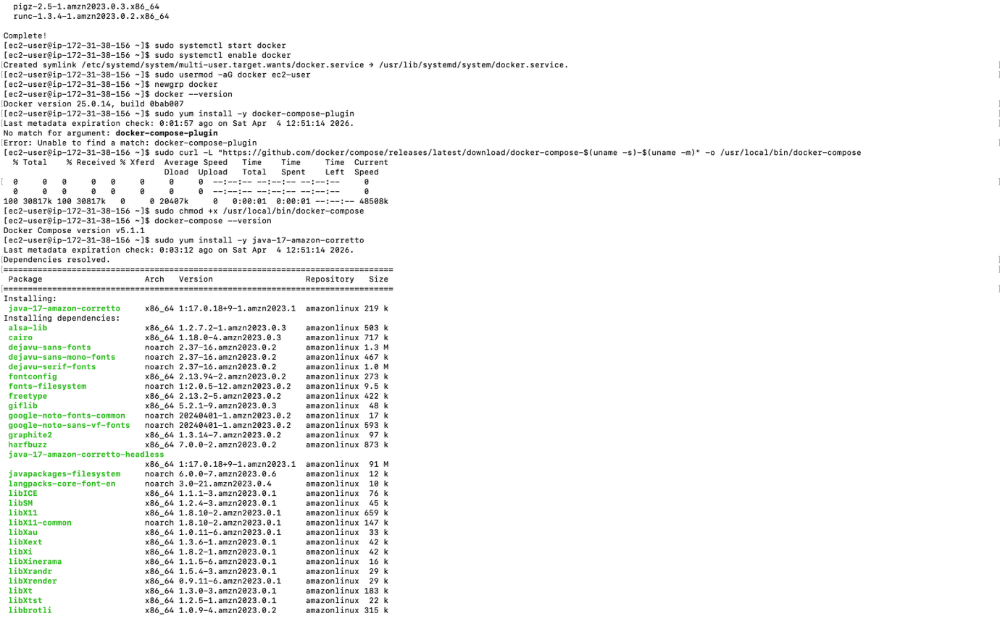 pigz-2.5-1.amzn2023.0.3.x86_64
runc-1.3.4-1.amzn2023.0.2.x86_64
Complete!
[ec2-user@ip-172-31-38-156 ~]$ sudo systemctl start docker
[ec2-user@ip-172-31-38-156 ~]$ sudo systemctl enable docker
Created symlink /etc/systemd/system/multi-user.target.wants/docker.service → /usr/lib/systemd/system/docker.service.
[ec2-user@ip-172-31-38-156 ~]$ sudo usermod -aG docker ec2-user
[ec2-user@ip-172-31-38-156 ~]$ newgrp docker
[ec2-user@ip-172-31-38-156 ~]$ docker --version
Docker version 25.0.14, build 0bab007
[ec2-user@ip-172-31-38-156 ~]$ sudo yum install -y docker-compose-plugin
Last metadata expiration check: 0:01:57 ago on Sat Apr  4 12:51:14 2026.
No match for argument: docker-compose-plugin
Error: Unable to find a match: docker-compose-plugin
[ec2-user@ip-172-31-38-156 ~]$ sudo curl -L "https://github.com/docker/compose/releases/latest/download/docker-compose-$(uname -s)-$(uname -m)" -o /usr/local/bin/docker-compose
  % Total    % Received % Xferd  Average Speed   Time    Time     Time  Current
                                 Dload  Upload   Total   Spent    Left  Speed
  0     0   0     0   0     0      0      0  --:--:-- --:--:-- --:--:--     0
  0     0   0     0   0     0      0      0  --:--:-- --:--:-- --:--:--     0
100 30817k 100 30817k   0     0 20407k     0   0:00:01  0:00:01 --:--:-- 48508k
[ec2-user@ip-172-31-38-156 ~]$ sudo chmod +x /usr/local/bin/docker-compose
[ec2-user@ip-172-31-38-156 ~]$ docker-compose --version
Docker Compose version v5.1.1
[ec2-user@ip-172-31-38-156 ~]$ sudo yum install -y java-17-amazon-corretto
Last metadata expiration check: 0:03:12 ago on Sat Apr  4 12:51:14 2026.
Dependencies resolved.
================================================================================
 Package                     Arch   Version                   Repository   Size
================================================================================
Installing:
 java-17-amazon-corretto     x86_64 1:17.0.18+9-1.amzn2023.1  amazonlinux 219 k
Installing dependencies:
 alsa-lib                    x86_64 1.2.7.2-1.amzn2023.0.3    amazonlinux 503 k
 cairo                       x86_64 1.18.0-4.amzn2023.0.3     amazonlinux 717 k
 dejavu-sans-fonts           noarch 2.37-16.amzn2023.0.2      amazonlinux 1.3 M
 dejavu-sans-mono-fonts      noarch 2.37-16.amzn2023.0.2      amazonlinux 467 k
 dejavu-serif-fonts          noarch 2.37-16.amzn2023.0.2      amazonlinux 1.0 M
 fontconfig                  x86_64 2.13.94-2.amzn2023.0.2    amazonlinux 273 k
 fonts-filesystem            noarch 1:2.0.5-12.amzn2023.0.2   amazonlinux 9.5 k
 freetype                    x86_64 2.13.2-5.amzn2023.0.2     amazonlinux 422 k
 giflib                      x86_64 5.2.1-9.amzn2023.0.3      amazonlinux  48 k
 google-noto-fonts-common    noarch 20240401-1.amzn2023.0.2   amazonlinux  17 k
 google-noto-sans-vf-fonts   noarch 20240401-1.amzn2023.0.2   amazonlinux 593 k
 graphite2                   x86_64 1.3.14-7.amzn2023.0.2     amazonlinux  97 k
 harfbuzz                    x86_64 7.0.0-2.amzn2023.0.2      amazonlinux 873 k
 java-17-amazon-corretto-headless
                             x86_64 1:17.0.18+9-1.amzn2023.1  amazonlinux  91 M
 javapackages-filesystem     noarch 6.0.0-7.amzn2023.0.6      amazonlinux  12 k
 langpacks-core-font-en      noarch 3.0-21.amzn2023.0.4       amazonlinux  10 k
 libICE                      x86_64 1.1.1-3.amzn2023.0.1      amazonlinux  76 k
 libSM                       x86_64 1.2.4-3.amzn2023.0.1      amazonlinux  45 k
 libX11                      x86_64 1.8.10-2.amzn2023.0.1     amazonlinux 659 k
 libX11-common               noarch 1.8.10-2.amzn2023.0.1     amazonlinux 147 k
 libXau                      x86_64 1.0.11-6.amzn2023.0.1     amazonlinux  33 k
 libXext                     x86_64 1.3.6-1.amzn2023.0.1      amazonlinux  42 k
 libXi                       x86_64 1.8.2-1.amzn2023.0.1      amazonlinux  42 k
 libXinerama                 x86_64 1.1.5-6.amzn2023.0.1      amazonlinux  16 k
 libXrandr                   x86_64 1.5.4-3.amzn2023.0.1      amazonlinux  29 k
 libXrender                  x86_64 0.9.11-6.amzn2023.0.1     amazonlinux  29 k
 libXt                       x86_64 1.3.0-3.amzn2023.0.1      amazonlinux 183 k
 libXtst                     x86_64 1.2.5-1.amzn2023.0.1      amazonlinux  22 k
 libbrotli                   x86_64 1.0.9-4.amzn2023.0.2      amazonlinux 315 k